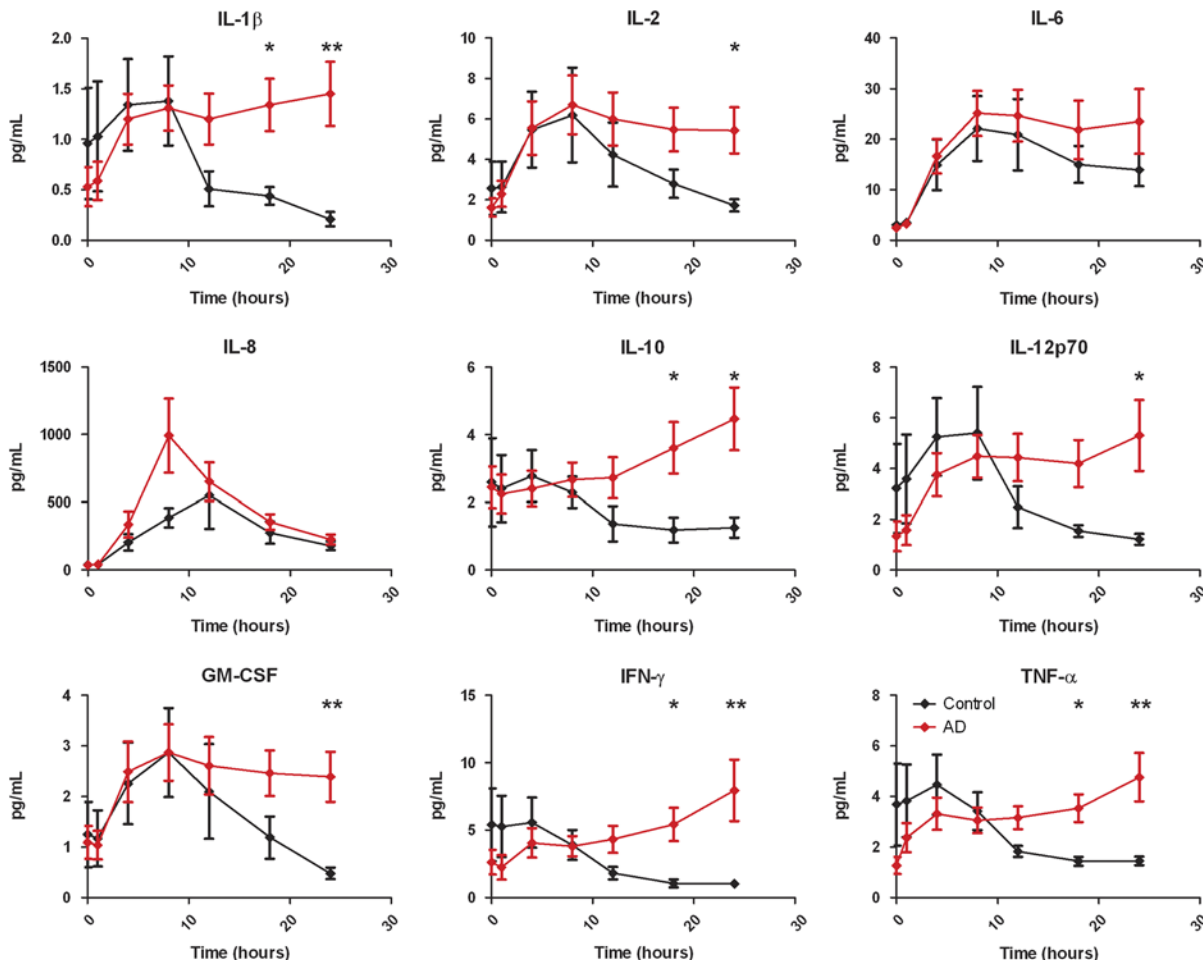 IL-1β
IL-2
IL-6
2.0
1.5
1.0
0.5
0.0
pg/mL
* **
0
10
20
30
Time (hours)
10
8
6
4
2
0
pg/mL
*
0
10
20
30
Time (hours)
40
30
20
10
0
pg/mL
0
10
20
30
Time (hours)
IL-8
IL-10
IL-12p70
1500
1000
500
0
pg/mL
0
10
20
30
Time (hours)
6
4
2
0
pg/mL
* *
0
10
20
30
Time (hours)
8
6
4
2
0
pg/mL
*
0
10
20
30
Time (hours)
GM-CSF
IFN-γ
TNF-α
4
3
2
1
0
pg/mL
**
0
10
20
30
Time (hours)
15
10
5
0
pg/mL
* **
0
10
20
30
Time (hours)
8
6
4
2
0
pg/mL
Control
AD
* **
0
10
20
30
Time (hours)